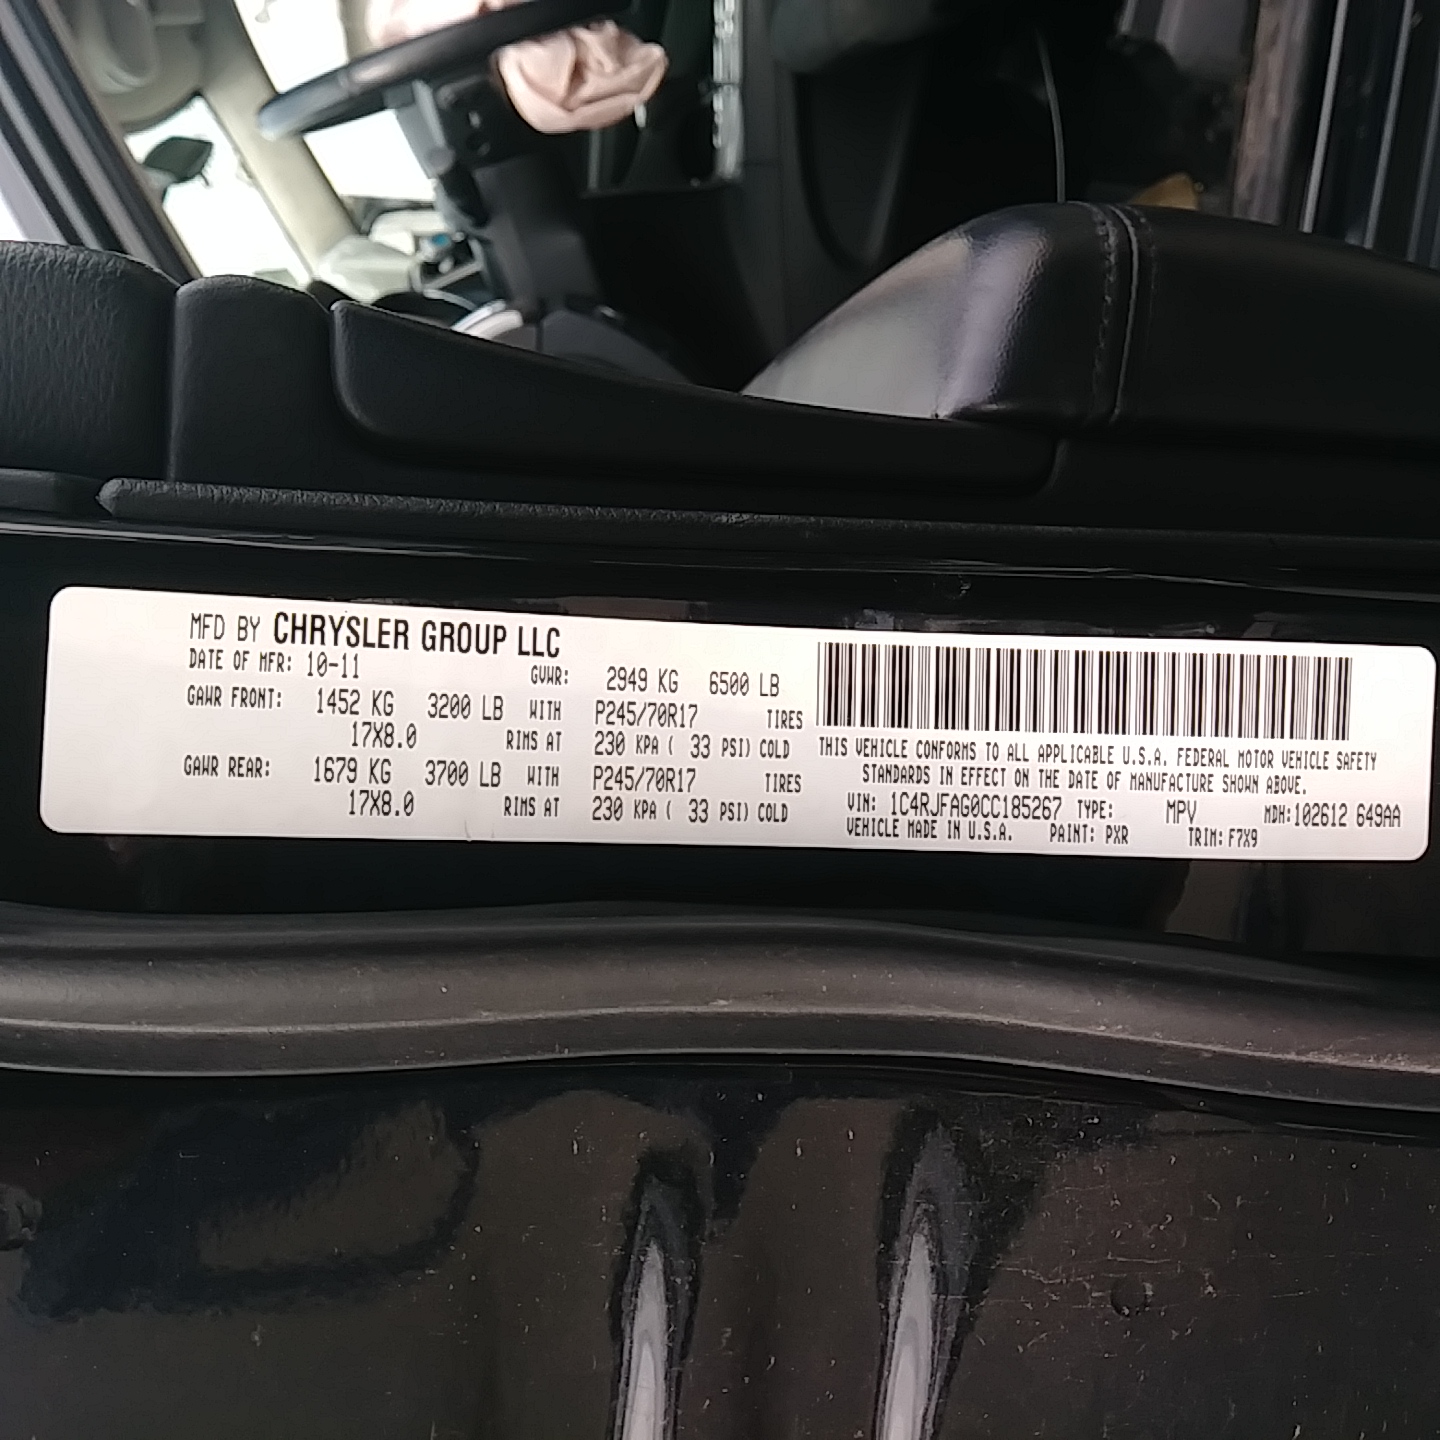 MFD BY CHRYSLER GROUP LLC
DATE OF MFR: 10-11 GVWR: 2949 KG 6500 LB
GAWR FRONT: 1452 KG 3200 LB WITH P245/70R17 TIRES
17X8.0 RIMS AT 230 KPA ( 33 PSI) COLD
GAWR REAR: 1679 KG 3700 LB WITH P245/70R17 TIRES
17X8.0 RIMS AT 230 KPA ( 33 PSI) COLD
THIS VEHICLE CONFORMS TO ALL APPLICABLE U.S.A. FEDERAL MOTOR VEHICLE SAFETY
STANDARDS IN EFFECT ON THE DATE OF MANUFACTURE SHOWN ABOVE.
VIN: 1C4RJFAG0CC185267 TYPE: MPV MDH:102612 649AA
VEHICLE MADE IN U.S.A. PAINT: PXR TRIM: F7X9